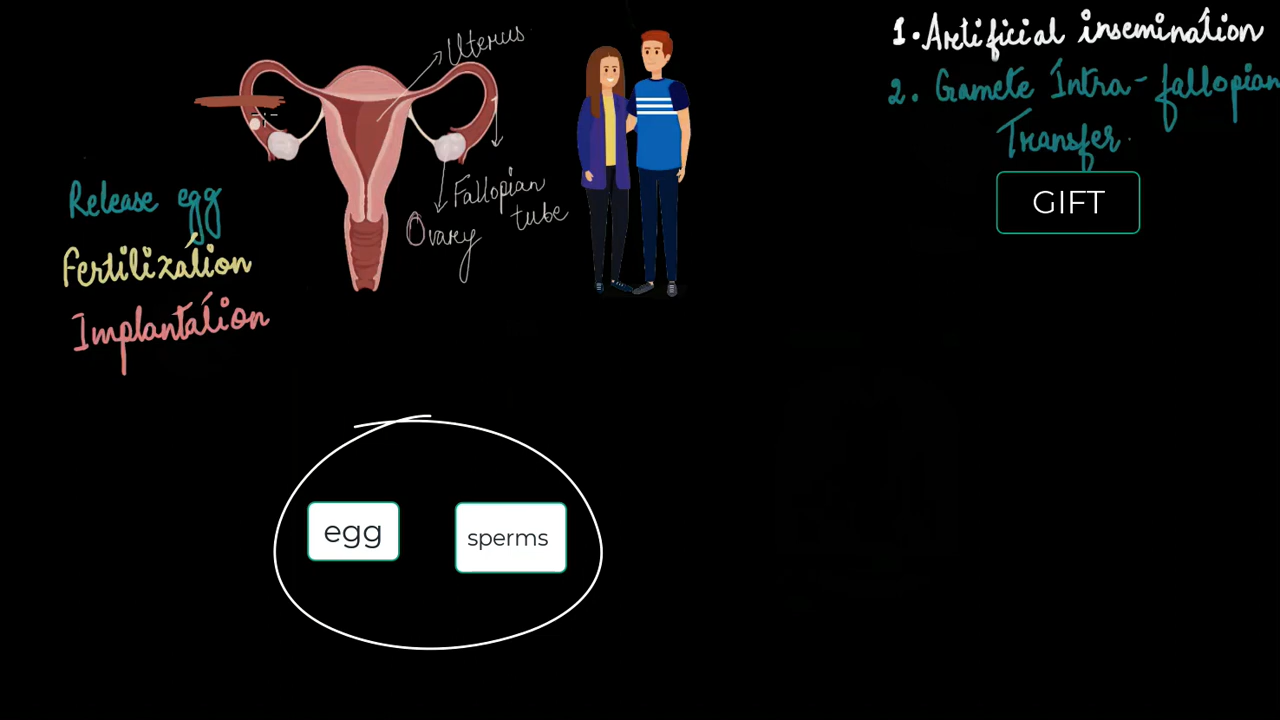 Uterus
Fallopian
tube
Ovary
Release egg
Fertilization
Implantation
1. Artificial insemination
2. Gamete Intra-fallopian
Transfer.
GIFT
egg
sperms